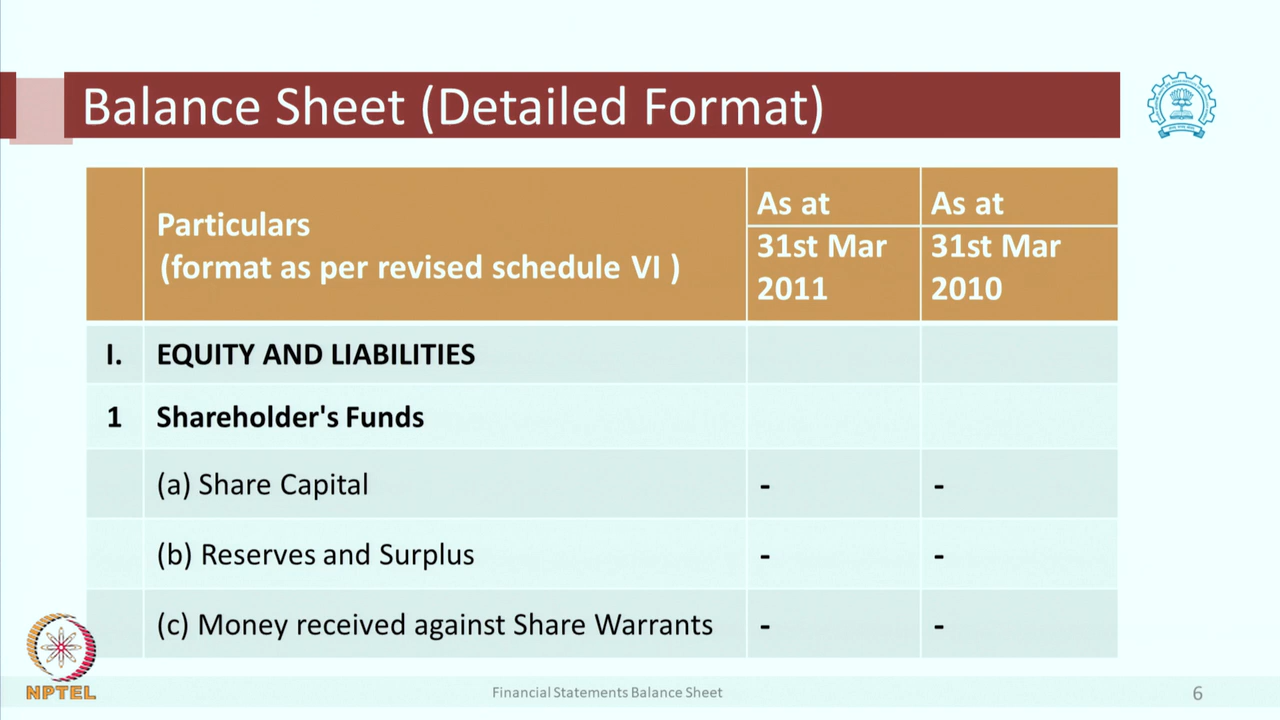 Balance Sheet (Detailed Format)
Particulars
(format as per revised schedule VI )
As at
31st Mar
2011
As at
31st Mar
2010
I. EQUITY AND LIABILITIES
1 Shareholder's Funds
(a) Share Capital - -
(b) Reserves and Surplus - -
(c) Money received against Share Warrants - -
NPTEL
Financial Statements Balance Sheet
6